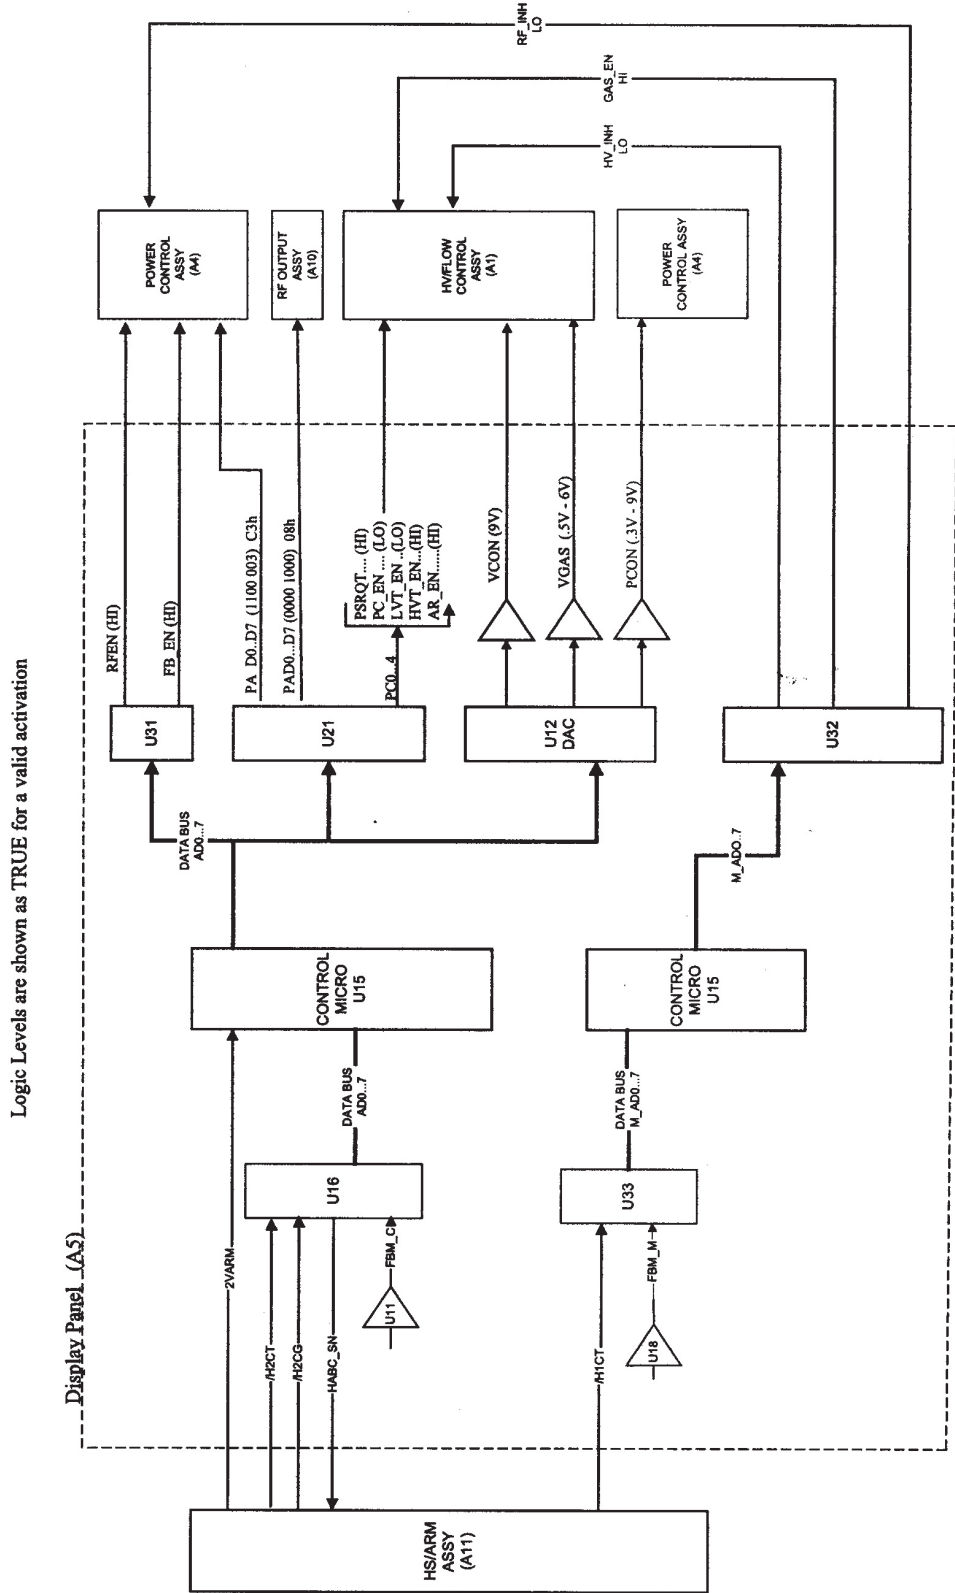 Logic Levels are shown as TRUE for a valid activation
Display Panel (A5)
HS/ARM
ASSY
(A11)
2VARM
/H2CT
/H2CG
HABC_SN
FBM_C
U11
/H1CT
FBM_M
U18
U16
U33
DATA BUS
AD0...7
DATA BUS
M_AD0...7
CONTROL
MICRO
U15
CONTROL
MICRO
U15
DATA BUS
AD0...7
M_AD0..7
U31
U21
U12
DAC
U32
RFEN (HI)
FB_EN (HI)
PA D0..D7 (1100 003) C3h
PAD0...D7 (0000 1000) 08h
PC0...4
PSRQT..... (HI)
PC_EN .... (LO)
LVT_EN ..(LO)
HVT_EN...(HI)
AR_EN......(HI)
VCON (9V)
VGAS (.5V - 6V)
PCON (.3V - 9V)
POWER
CONTROL
ASSY
(A4)
RF OUTPUT
ASSY
(A10)
HV/FLOW
CONTROL
ASSY
(A1)
POWER
CONTROL ASSY
(A4)
HV_INH
LO
GAS_EN
HI
RF_INH
LO